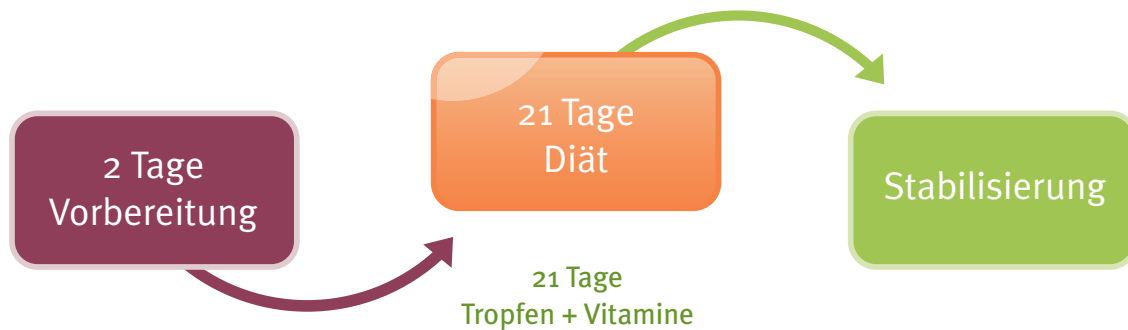 2 Tage
Vorbereitung
21 Tage
Diät
21 Tage
Tropfen + Vitamine
Stabilisierung